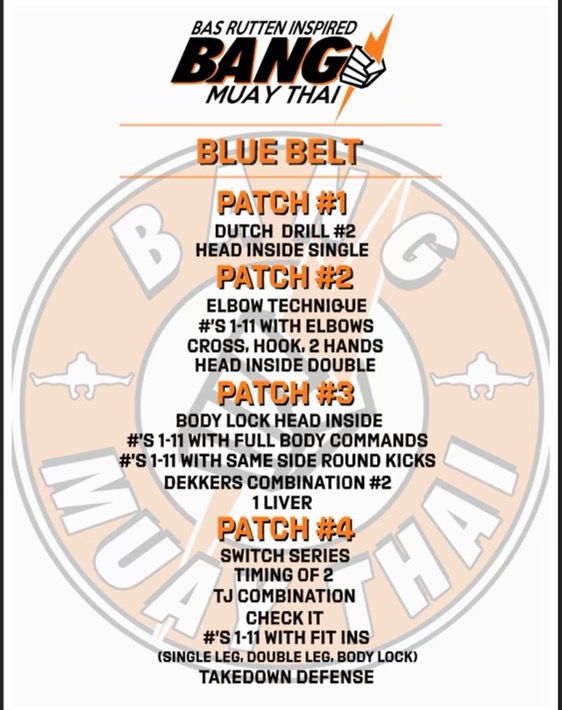 BAS RUTTEN INSPIRED
BANG
MUAY THAI
BLUE BELT
PATCH #1
DUTCH DRILL #2
HEAD INSIDE SINGLE
PATCH #2
ELBOW TECHNIQUE
#'S 1-11 WITH ELBOWS
CROSS, HOOK, 2 HANDS
HEAD INSIDE DOUBLE
PATCH #3
BODY LOCK HEAD INSIDE
#'S 1-11 WITH FULL BODY COMMANDS
#'S 1-11 WITH SAME SIDE ROUND KICKS
DEKKERS COMBINATION #2
1 LIVER
PATCH #4
SWITCH SERIES
TIMING OF 2
TJ COMBINATION
CHECK IT
#'S 1-11 WITH FIT INS
(SINGLE LEG, DOUBLE LEG, BODY LOCK)
TAKEDOWN DEFENSE
BANG
MUAY THAI